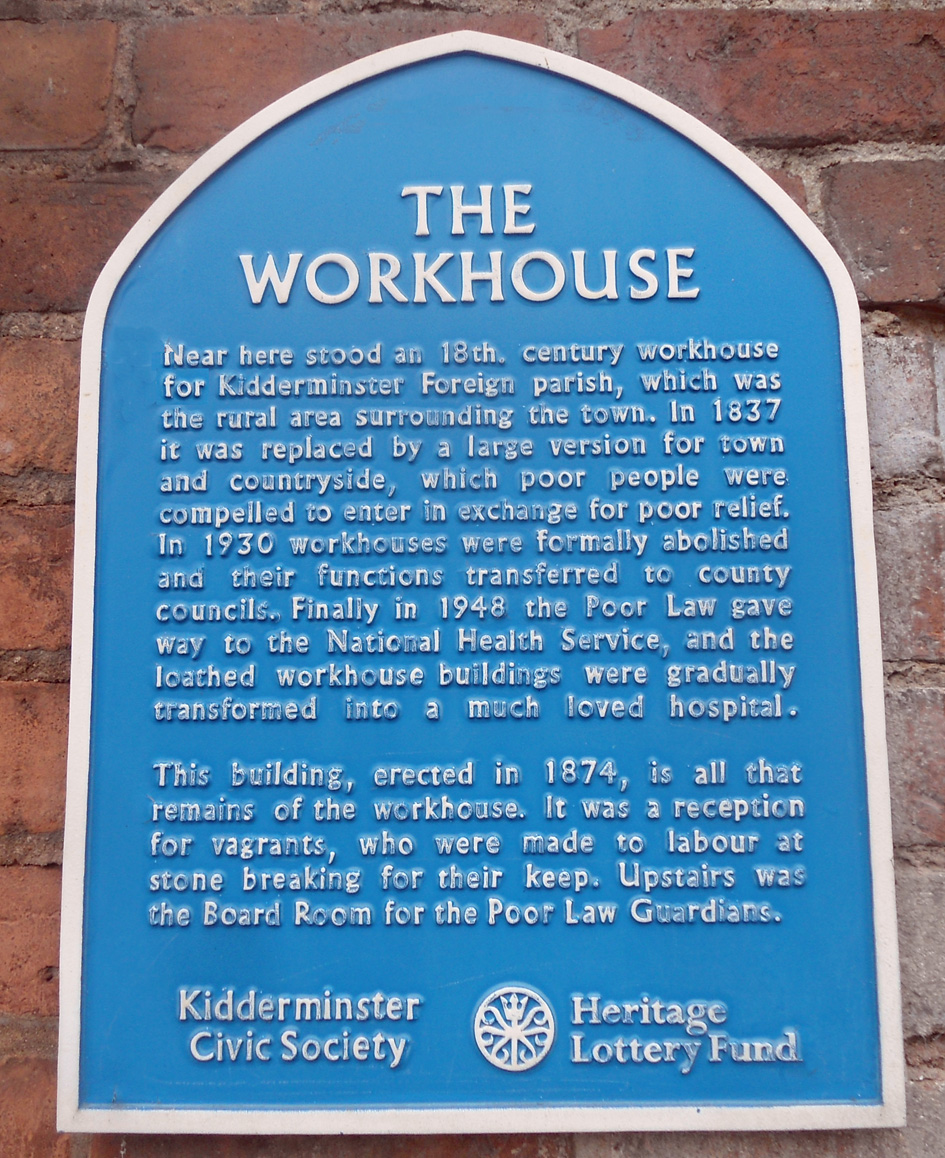 THE
WORKHOUSE
Near here stood an 18th. century workhouse
for Kidderminster Foreign parish, which was
the rural area surrounding the town. In 1837
it was replaced by a large version for town
and countryside, which poor people were
compelled to enter in exchange for poor relief.
In 1930 workhouses were formally abolished
and their functions transferred to county
councils. Finally in 1948 the Poor Law gave
way to the National Health Service, and the
loathed workhouse buildings were gradually
transformed into a much loved hospital.
This building, erected in 1874, is all that
remains of the workhouse. It was a reception
for vagrants, who were made to labour at
stone breaking for their keep. Upstairs was
the Board Room for the Poor Law Guardians.
Kidderminster
Civic Society
Heritage
Lottery Fund